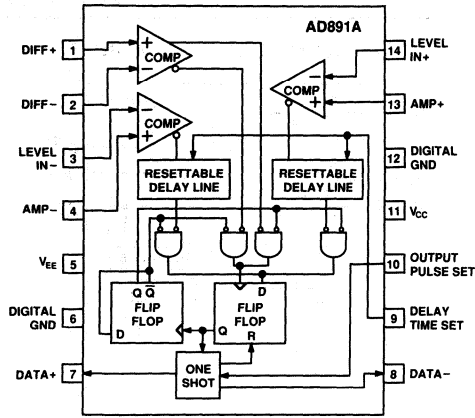 AD891A
DIFF+ 1
DIFF− 2
LEVEL
IN− 3
AMP− 4
VEE 5
DIGITAL
GND 6
DATA+ 7
14 LEVEL
IN+
13 AMP+
12 DIGITAL
GND
11 VCC
10 OUTPUT
PULSE SET
9 DELAY
TIME SET
8 DATA−
+
−
COMP
−
+
COMP
−
+
COMP
RESETTABLE
DELAY LINE
RESETTABLE
DELAY LINE
Q Q̅
FLIP
FLOP
D
D
FLIP
FLOP
Q
R
ONE
SHOT